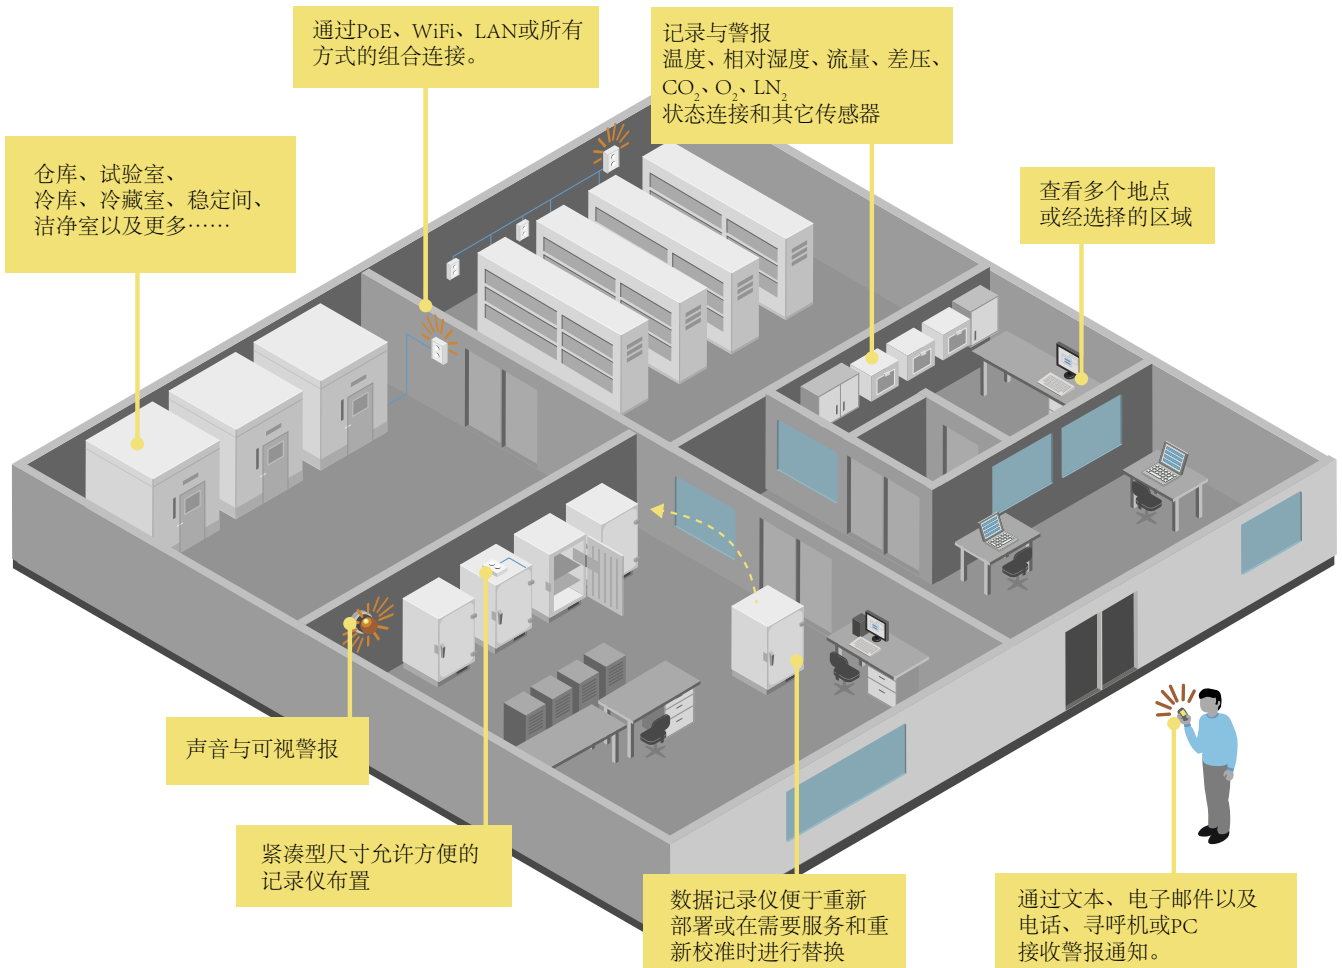 通过PoE、WiFi、LAN或所有
方式的组合连接。
记录与警报
温度、相对湿度、流量、差压、
CO₂、O₂、LN₂
状态连接和其它传感器
仓库、试验室、
冷库、冷藏室、稳定间、
洁净室以及更多……
查看多个地点
或经选择的区域
声音与可视警报
紧凑型尺寸允许方便的
记录仪布置
数据记录仪便于重新
部署或在需要服务和重
新校准时进行替换
通过文本、电子邮件以及
电话、寻呼机或PC
接收警报通知。